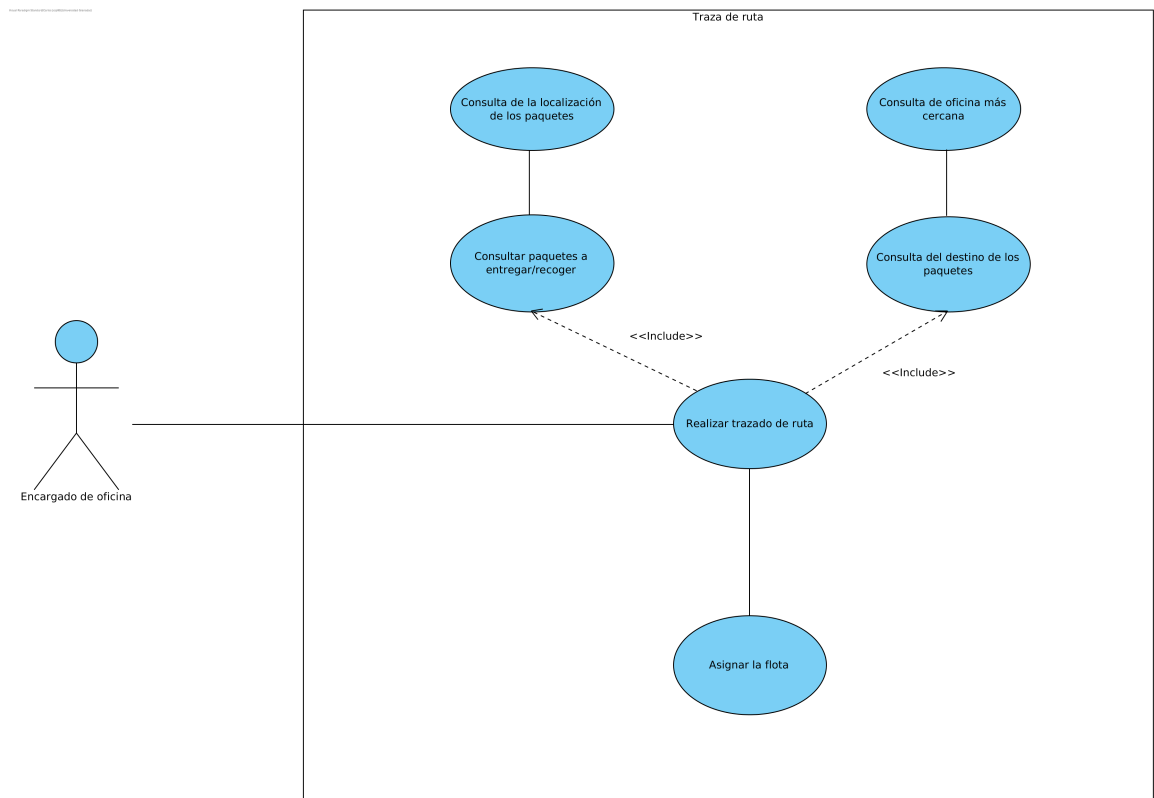 Traza de ruta
Consulta de la localización
de los paquetes
Consulta de oficina más
cercana
Consultar paquetes a
entregar/recoger
Consulta del destino de los
paquetes
<<Include>>
<<Include>>
Realizar trazado de ruta
Encargado de oficina
Asignar la flota